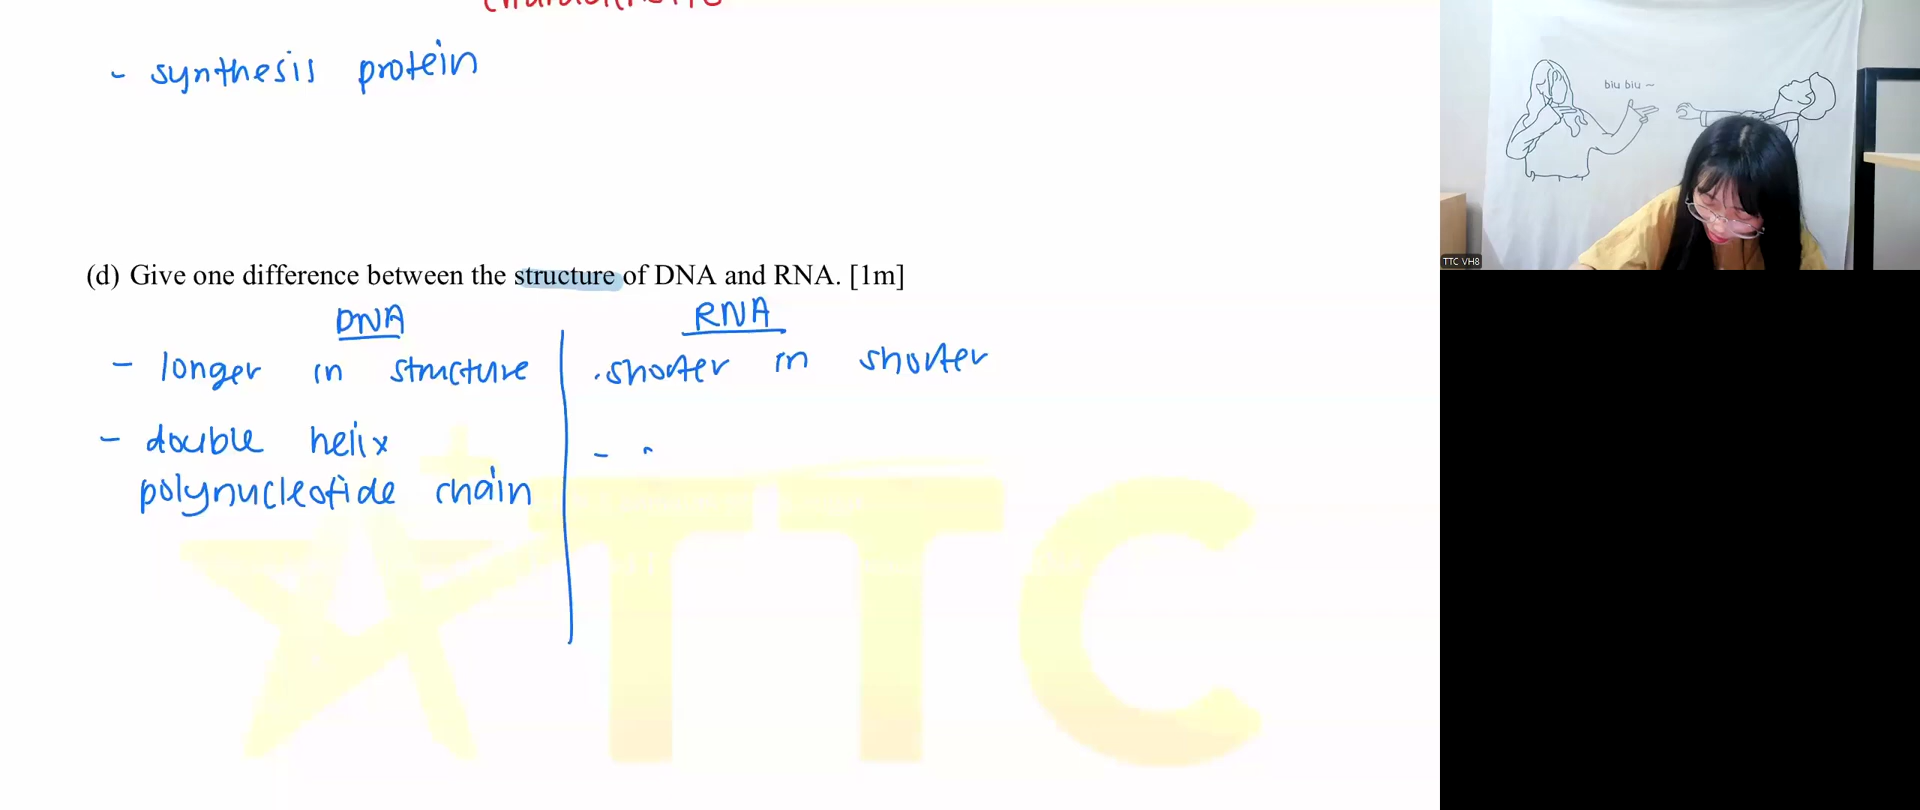 - synthesis protein
biu biu ~
TTC VH8
(d) Give one difference between the structure of DNA and RNA. [1m]
DNA
RNA
- longer in structure
. shorter in shorter
- double helix
polynucleotide chain
-
TTC